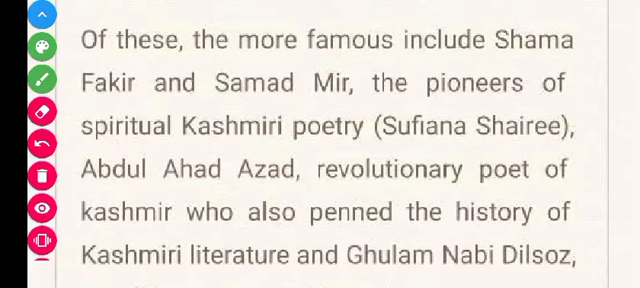 Of these, the more famous include Shama
Fakir and Samad Mir, the pioneers of
spiritual Kashmiri poetry (Sufiana Shairee),
Abdul Ahad Azad, revolutionary poet of
kashmir who also penned the history of
Kashmiri literature and Ghulam Nabi Dilsoz,